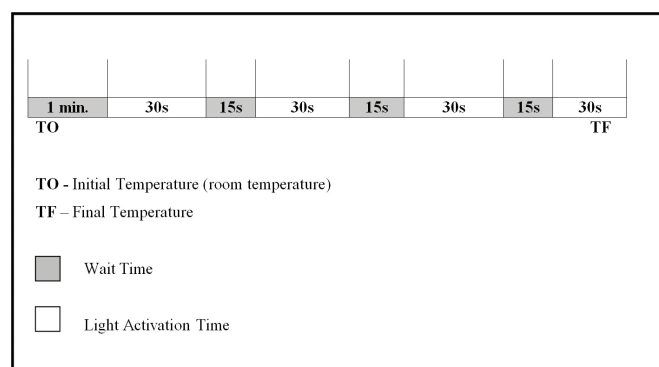 1 min. 30s 15s 30s 15s 30s 15s 30s
TO TF
TO - Initial Temperature (room temperature)
TF – Final Temperature
Wait Time
Light Activation Time